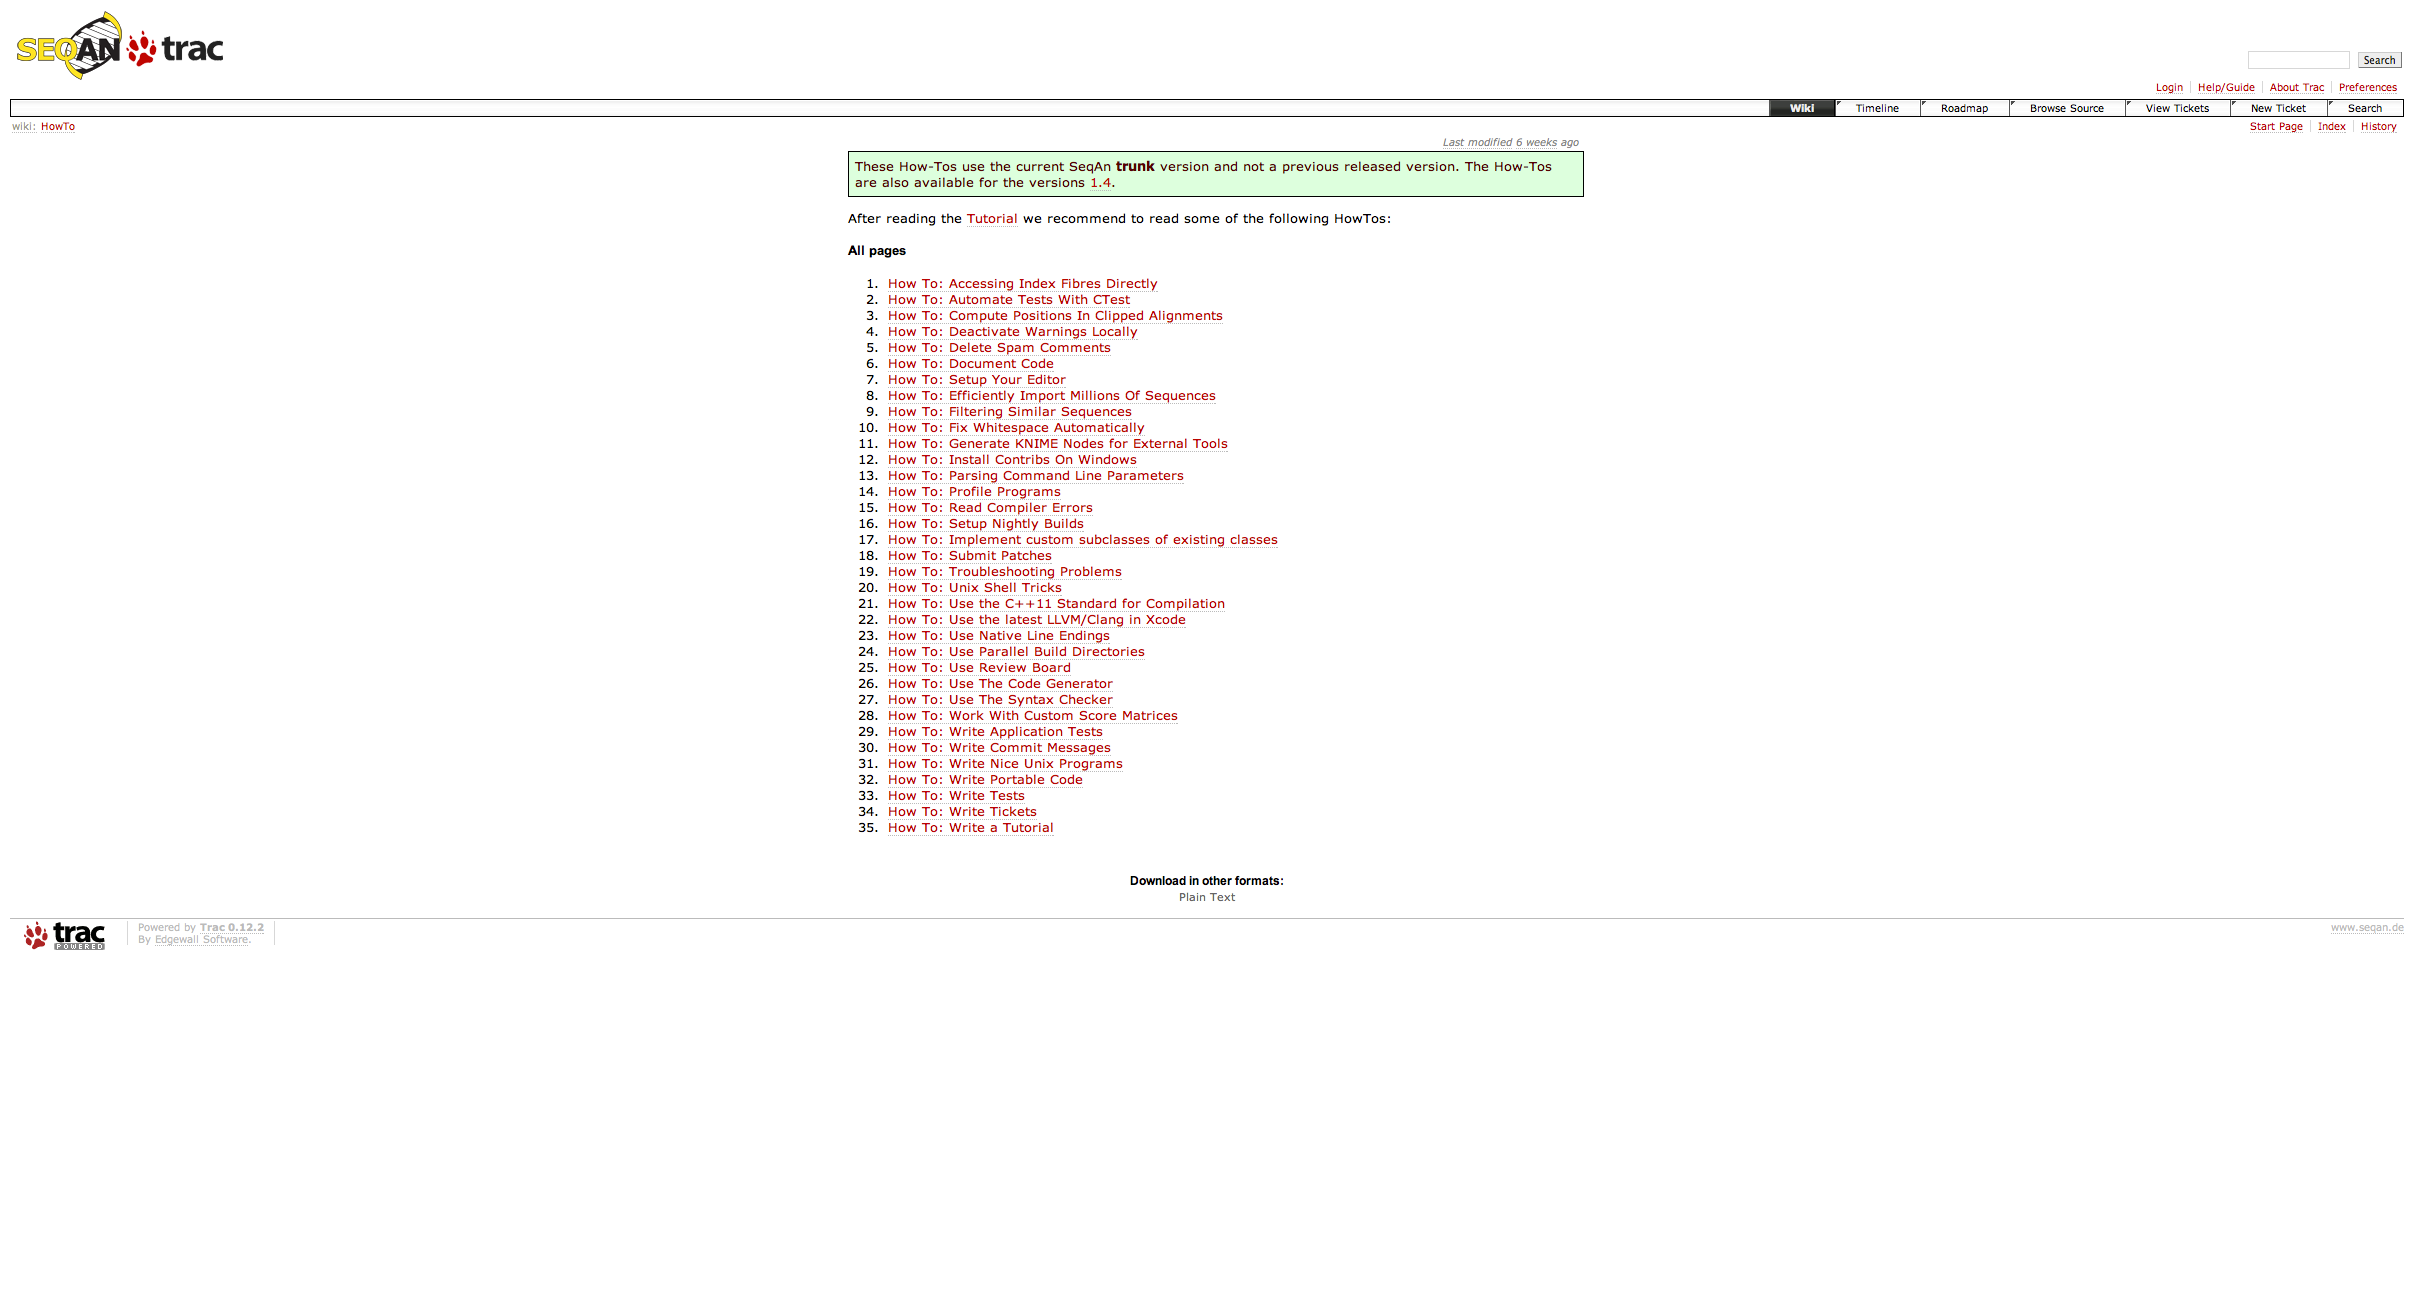 SEQAN trac
Search
Login Help/Guide About Trac Preferences
Wiki Timeline Roadmap Browse Source View Tickets New Ticket Search
wiki: HowTo
Start Page Index History
Last modified 6 weeks ago
These How-Tos use the current SeqAn trunk version and not a previous released version. The How-Tos
are also available for the versions 1.4.
After reading the Tutorial we recommend to read some of the following HowTos:
All pages
1. How To: Accessing Index Fibres Directly
2. How To: Automate Tests With CTest
3. How To: Compute Positions In Clipped Alignments
4. How To: Deactivate Warnings Locally
5. How To: Delete Spam Comments
6. How To: Document Code
7. How To: Setup Your Editor
8. How To: Efficiently Import Millions Of Sequences
9. How To: Filtering Similar Sequences
10. How To: Fix Whitespace Automatically
11. How To: Generate KNIME Nodes for External Tools
12. How To: Install Contribs On Windows
13. How To: Parsing Command Line Parameters
14. How To: Profile Programs
15. How To: Read Compiler Errors
16. How To: Setup Nightly Builds
17. How To: Implement custom subclasses of existing classes
18. How To: Submit Patches
19. How To: Troubleshooting Problems
20. How To: Unix Shell Tricks
21. How To: Use the C++11 Standard for Compilation
22. How To: Use the latest LLVM/Clang in Xcode
23. How To: Use Native Line Endings
24. How To: Use Parallel Build Directories
25. How To: Use Review Board
26. How To: Use The Code Generator
27. How To: Use The Syntax Checker
28. How To: Work With Custom Score Matrices
29. How To: Write Application Tests
30. How To: Write Commit Messages
31. How To: Write Nice Unix Programs
32. How To: Write Portable Code
33. How To: Write Tests
34. How To: Write Tickets
35. How To: Write a Tutorial
Download in other formats:
Plain Text
trac
POWERED
Powered by Trac 0.12.2
By Edgewall Software.
www.seqan.de